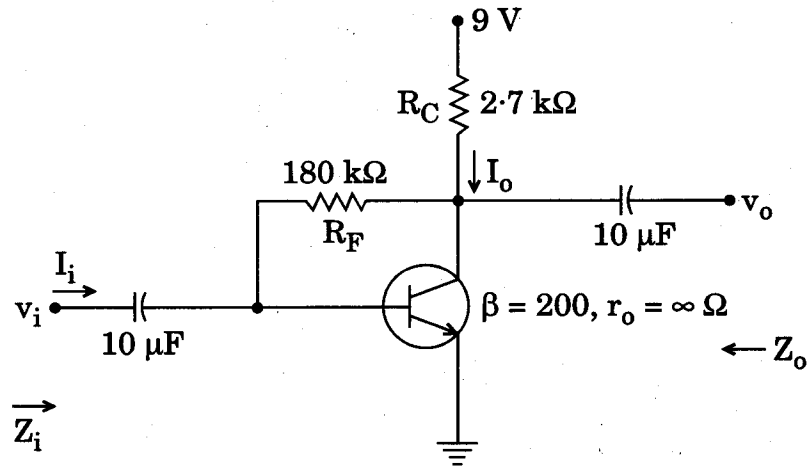 9 V
R_C 2·7 kΩ
180 kΩ
I_o
R_F
v_o
10 μF
I_i
v_i
10 μF
β = 200, r_o = ∞ Ω
Z_o
Z_i